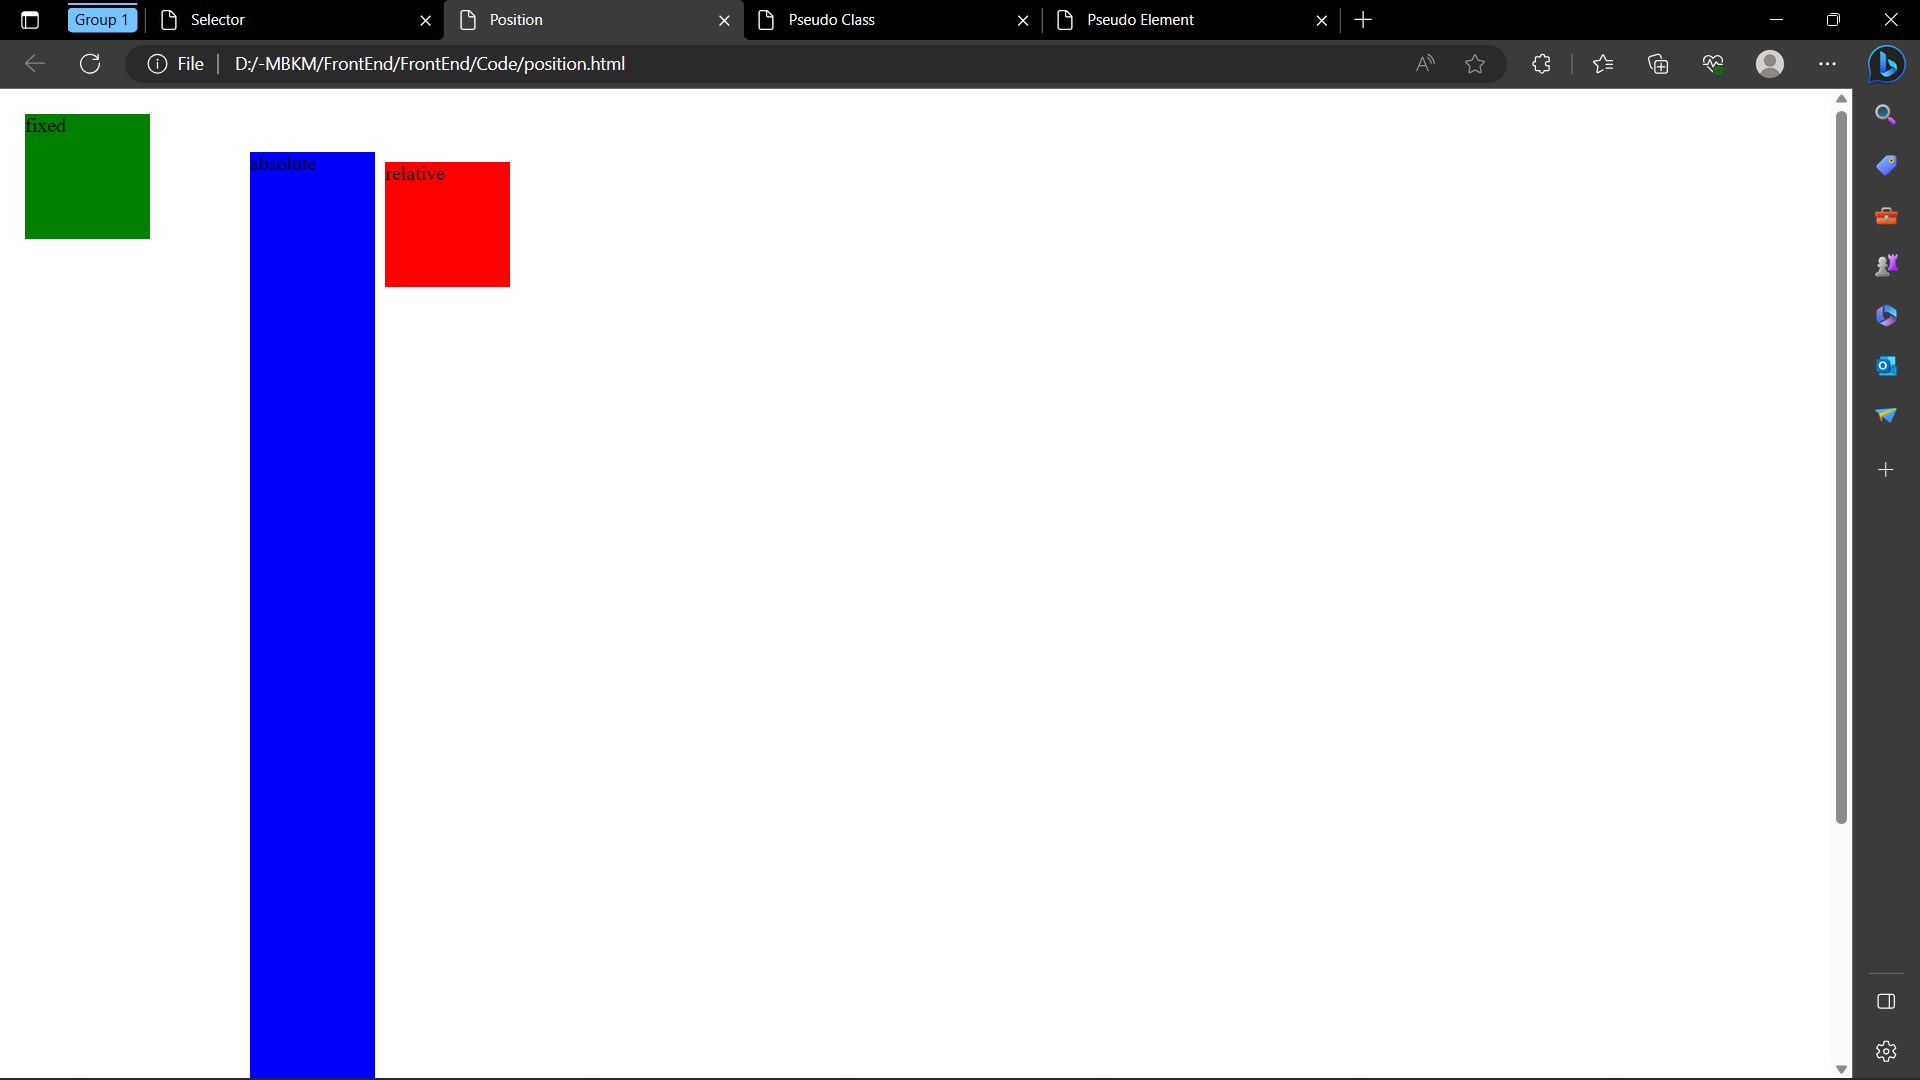 Group 1
Selector
Position
Pseudo Class
Pseudo Element
File
D:/-MBKM/FrontEnd/FrontEnd/Code/position.html
fixed
absolute
relative